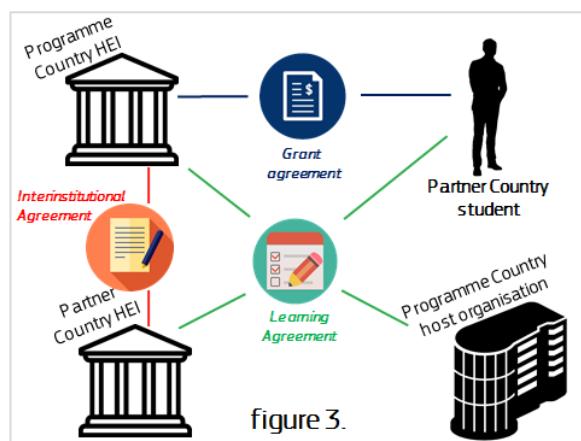 Programme
Country HEI
$
Grant
agreement
Partner Country
student
Interinstitutional
Agreement
Partner
Country HEI
Learning
Agreement
Programme Country
host organisation
figure 3.